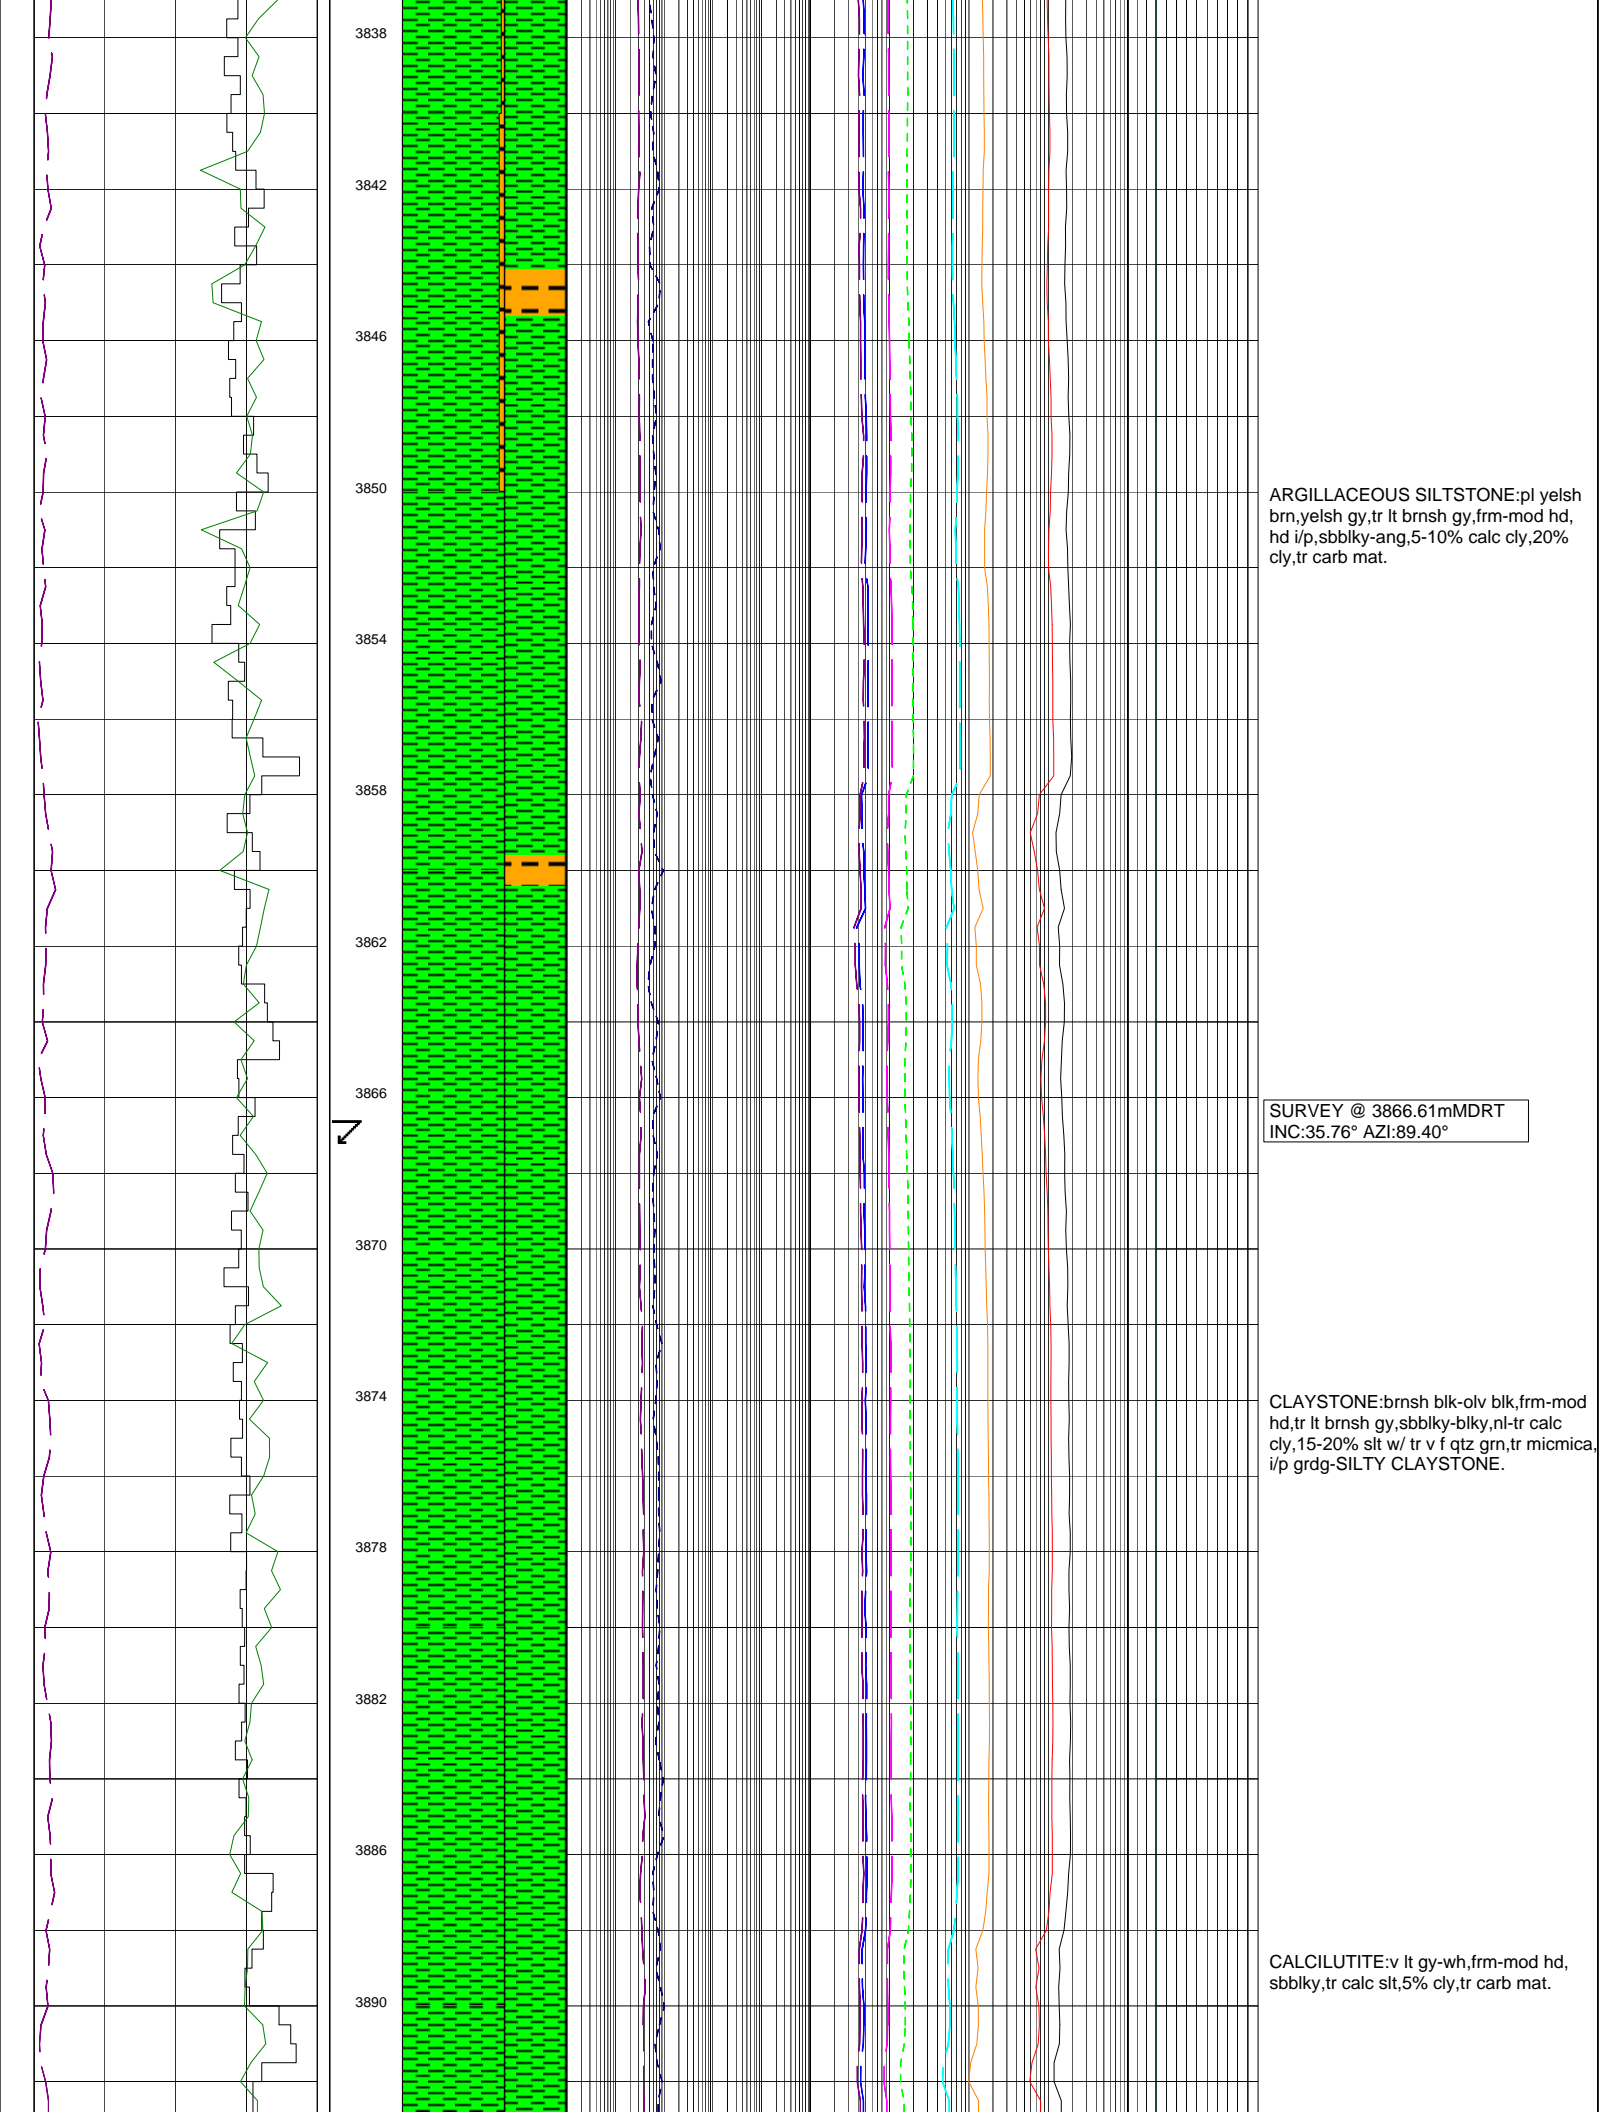 3838
3842
3846
3850
ARGILLACEOUS SILTSTONE:pl yelsh
brn,yelsh gy,tr lt brnsh gy,frm-mod hd,
hd i/p,sbblky-ang,5-10% calc cly,20%
cly,tr carb mat.
3854
3858
3862
3866
SURVEY @ 3866.61mMDRT
INC:35.76° AZI:89.40°
3870
3874
CLAYSTONE:brnsh blk-olv blk,frm-mod
hd,tr lt brnsh gy,sbblky-blky,nl-tr calc
cly,15-20% slt w/ tr v f qtz grn,tr micmica,
i/p grdg-SILTY CLAYSTONE.
3878
3882
3886
CALCILUTITE:v lt gy-wh,frm-mod hd,
sbblky,tr calc slt,5% cly,tr carb mat.
3890